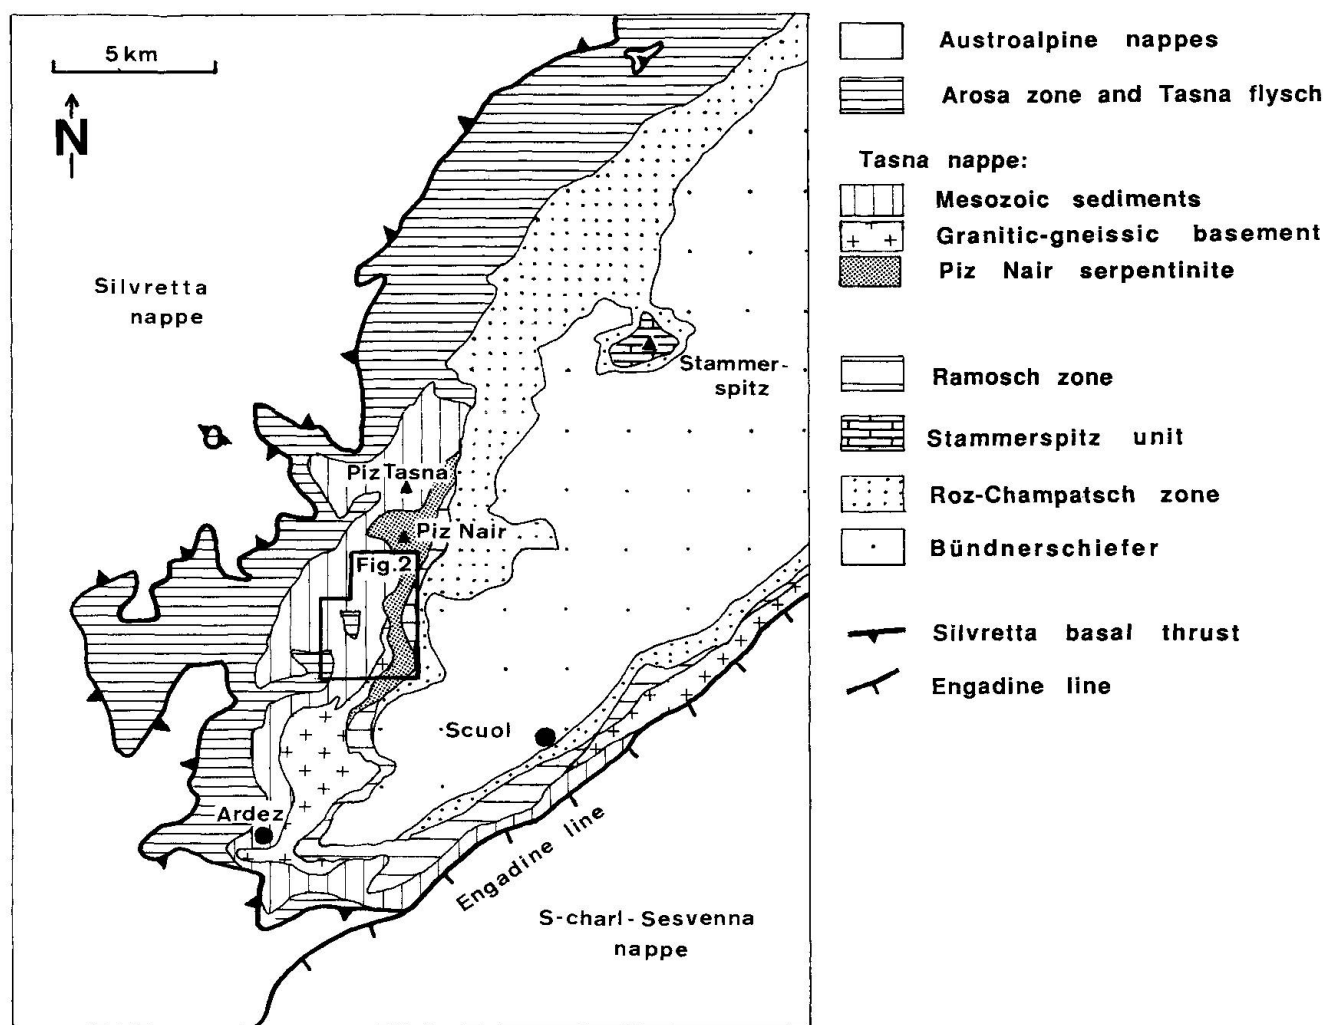 5km
N
Silvretta
nappe
Stammer-
spitz
Piz Tasna
Piz Nair
Fig.2
Scuol
Ardez
Engadine line
S-charl-Sesvenna
nappe
Austroalpine nappes
Arosa zone and Tasna flysch
Tasna nappe:
Mesozoic sediments
Granitic-gneissic basement
Piz Nair serpentinite
Ramosch zone
Stammerspitz unit
Roz-Champatsch zone
Bündnerschiefer
Silvretta basal thrust
Engadine line